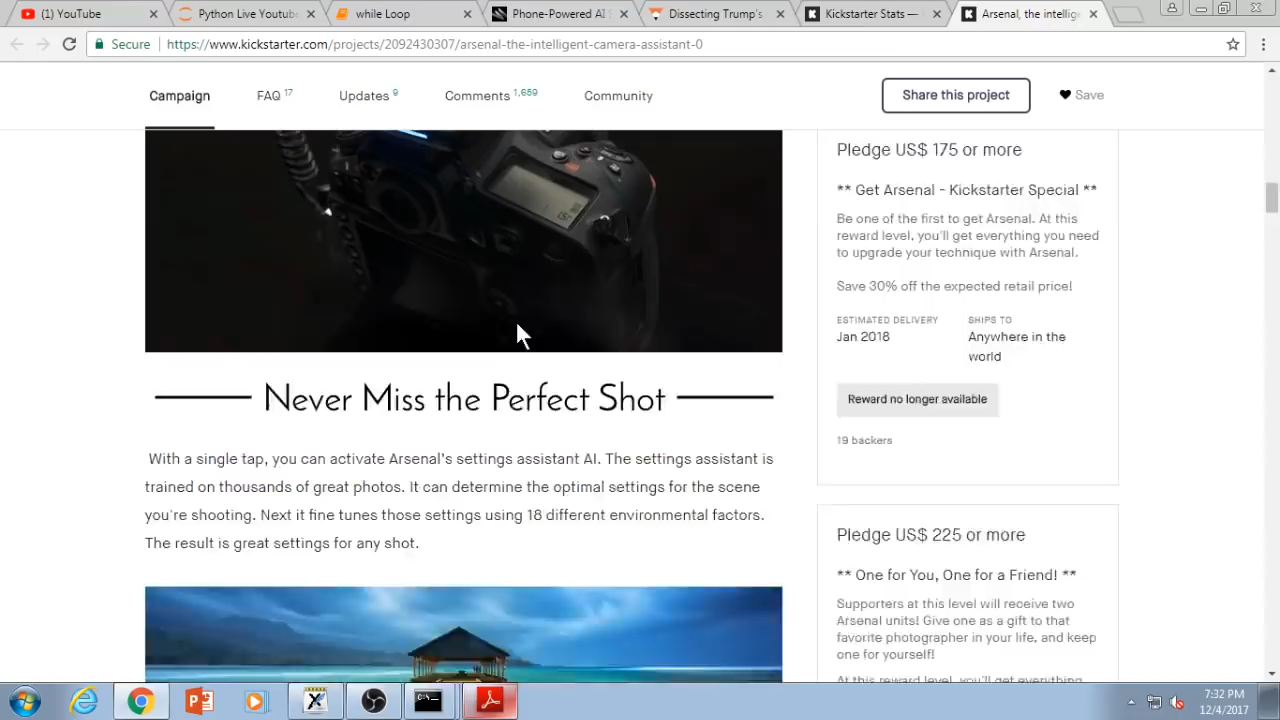 (1) YouTube
Python Live Youtub
while Loop
Phone-Powered AI
Dissecting Trump's
Kickstarter Stats —
Arsenal, the intellig
Secure
https://www.kickstarter.com/projects/2092430307/arsenal-the-intelligent-camera-assistant-0
Campaign
FAQ 17
Updates 9
Comments 1,659
Community
Share this project
Save
Never Miss the Perfect Shot
With a single tap, you can activate Arsenal's settings assistant AI. The settings assistant is
trained on thousands of great photos. It can determine the optimal settings for the scene
you're shooting. Next it fine tunes those settings using 18 different environmental factors.
The result is great settings for any shot.
Pledge US$ 175 or more
** Get Arsenal - Kickstarter Special **
Be one of the first to get Arsenal. At this
reward level, you'll get everything you need
to upgrade your technique with Arsenal.
Save 30% off the expected retail price!
ESTIMATED DELIVERY
Jan 2018
SHIPS TO
Anywhere in the
world
Reward no longer available
19 backers
Pledge US$ 225 or more
** One for You, One for a Friend! **
Supporters at this level will receive two
Arsenal units! Give one as a gift to that
favorite photographer in your life, and keep
one for yourself!
At this reward level, you'll get everything
7:32 PM
12/4/2017